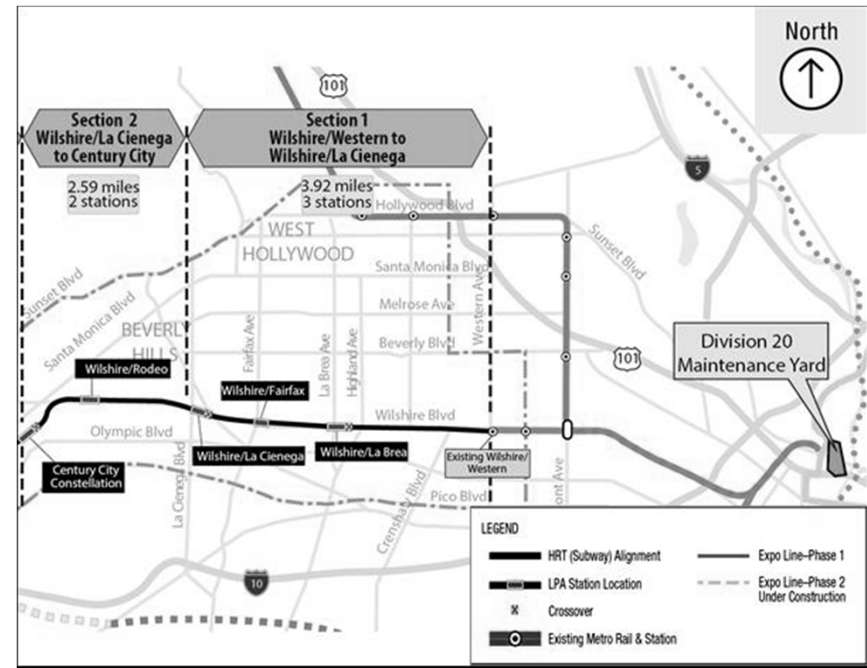 North
101
Section 2
Wilshire/La Cienega
to Century City
Section 1
Wilshire/Western to
Wilshire/La Cienega
5
2.59 miles
2 stations
3.92 miles
3 stations
Hollywood Blvd
WEST
HOLLYWOOD
Sunset Blvd
Santa Monica Blvd
Western Ave
Sunset Blvd
Santa Monica Blvd
Melrose Ave
BEVERLY
HILLS
Fairfax Ave
La Brea Ave
Highland Ave
Beverly Blvd
101
Division 20
Maintenance Yard
Wilshire/Rodeo
Wilshire/Fairfax
Wilshire Blvd
Olympic Blvd
Wilshire/La Cienega
Wilshire/La Brea
Existing Wilshire/
Western
Century City
Constellation
La Cienega Blvd
Crenshaw Blvd
Pico Blvd
ont Ave
10
LEGEND
HRT (Subway) Alignment
LPA Station Location
Crossover
Existing Metro Rail & Station
Expo Line–Phase 1
Expo Line–Phase 2
Under Construction